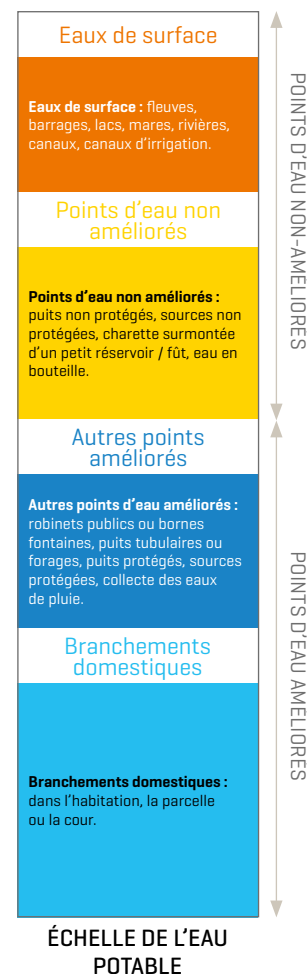 Eaux de surface
Eaux de surface : fleuves,
barrages, lacs, mares, rivières,
canaux, canaux d'irrigation.
Points d'eau non
améliorés
Points d'eau non améliorés :
puits non protégés, sources non
protégées, charette surmontée
d'un petit réservoir / fût, eau en
bouteille.
POINTS D'EAU NON-AMÉLIORES
Autres points
améliorés
Autres points d'eau améliorés :
robinets publics ou bornes
fontaines, puits tubulaires ou
forages, puits protégés, sources
protégées, collecte des eaux
de pluie.
Branchements
domestiques
Branchements domestiques :
dans l'habitation, la parcelle
ou la cour.
POINTS D'EAU AMÉLIORES
ÉCHELLE DE L'EAU
POTABLE